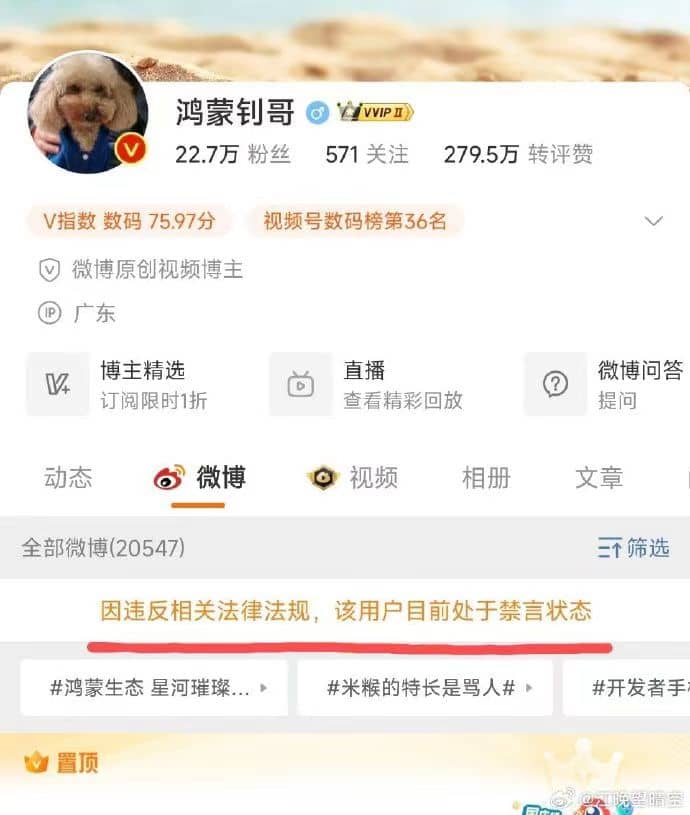 鸿蒙钊哥 VVIP II
22.7万 粉丝 571 关注 279.5万 转评赞
V指数 数码 75.97分 视频号数码榜第36名
微博原创视频博主
IP 广东
博主精选 直播 微博问答
订阅限时1折 查看精彩回放 提问
动态 微博 视频 相册 文章
全部微博(20547) 筛选
因违反相关法律法规，该用户目前处于禁言状态
#鸿蒙生态 星河璀璨... #米猴的特长是骂人# #开发者手
置顶